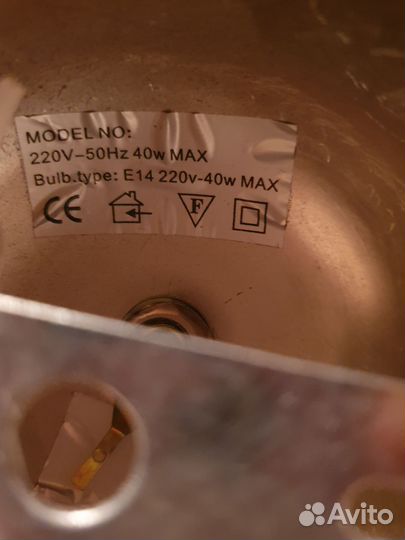 MODEL NO:
220V-50Hz 40w MAX
Bulb.type: E14 220v-40w MAX
CE F
Avito